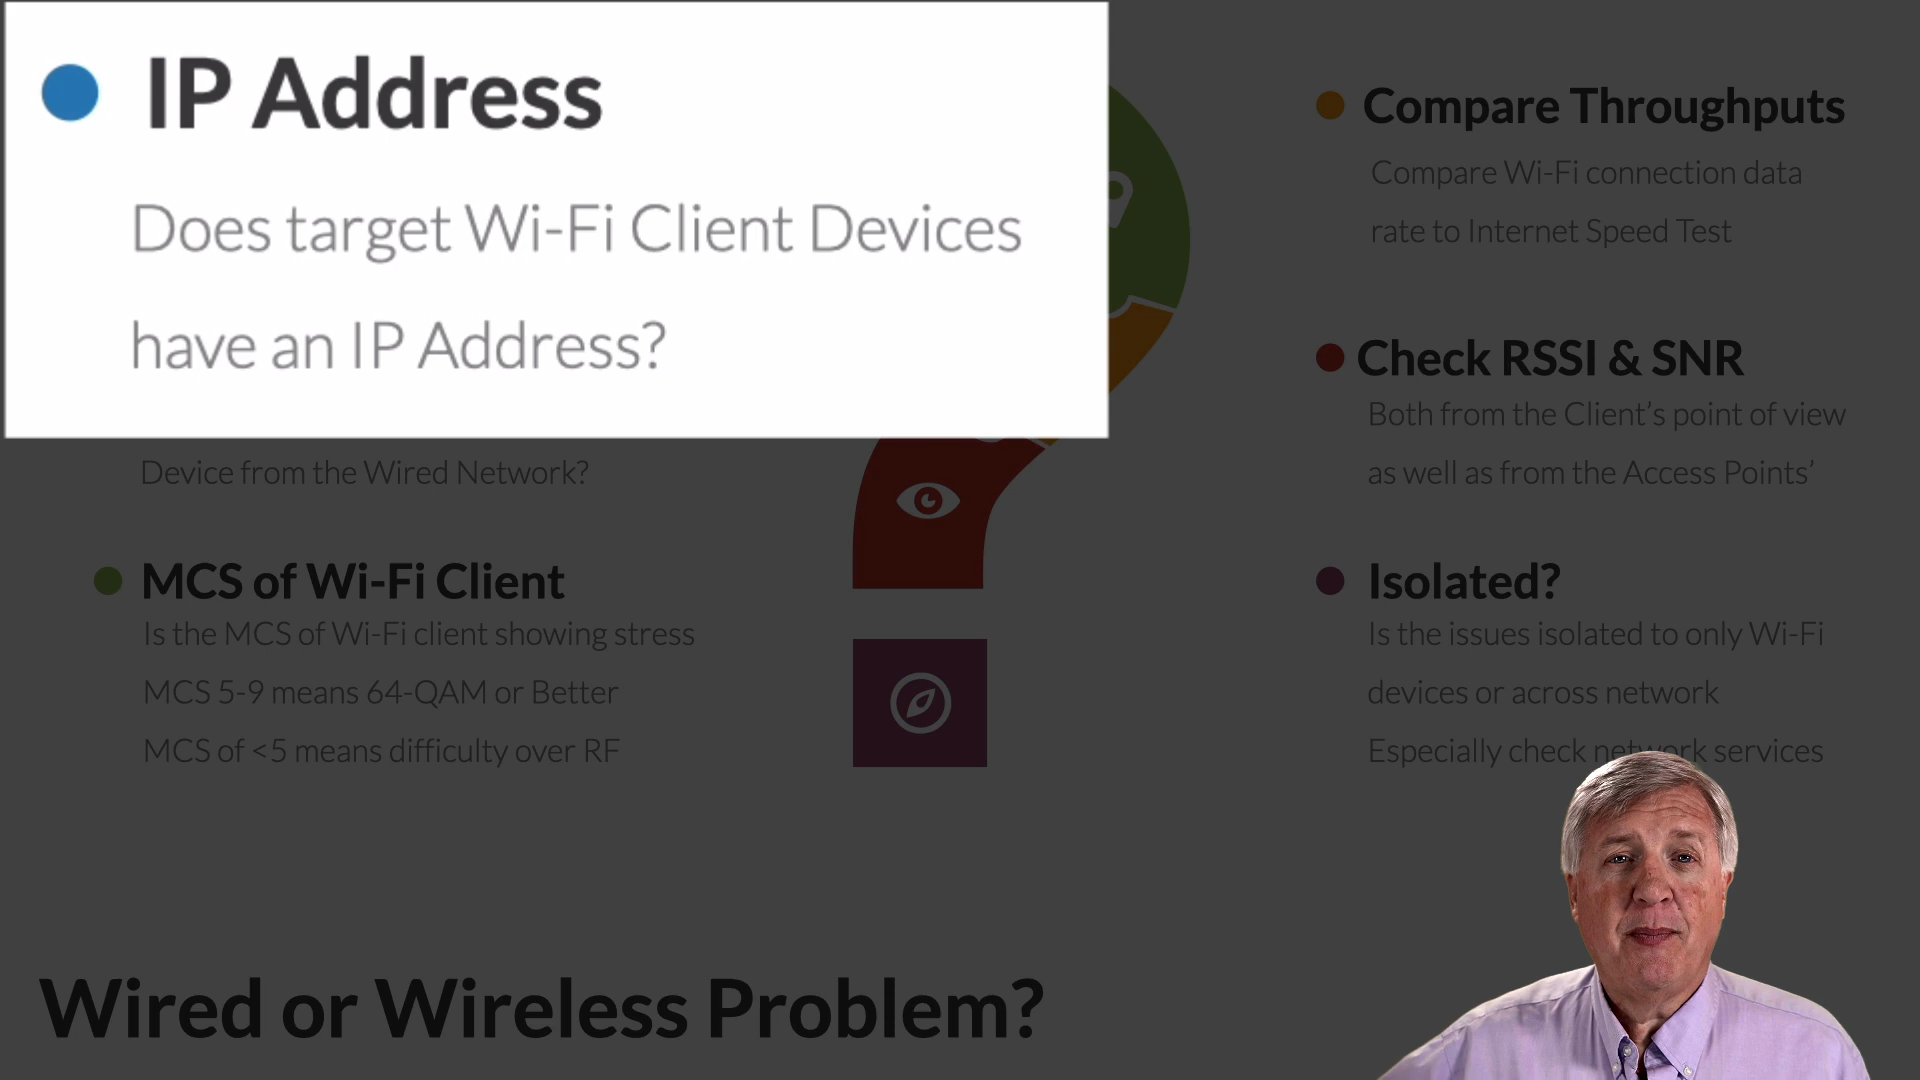 IP Address
Does target Wi-Fi Client Devices
have an IP Address?
Device from the Wired Network?
MCS of Wi-Fi Client
Is the MCS of Wi-Fi client showing stress
MCS 5-9 means 64-QAM or Better
MCS of <5 means difficulty over RF
Compare Throughputs
Compare Wi-Fi connection data
rate to Internet Speed Test
Check RSSI & SNR
Both from the Client’s point of view
as well as from the Access Points’
Isolated?
Is the issues isolated to only Wi-Fi
devices or across network
Especially check network services
Wired or Wireless Problem?